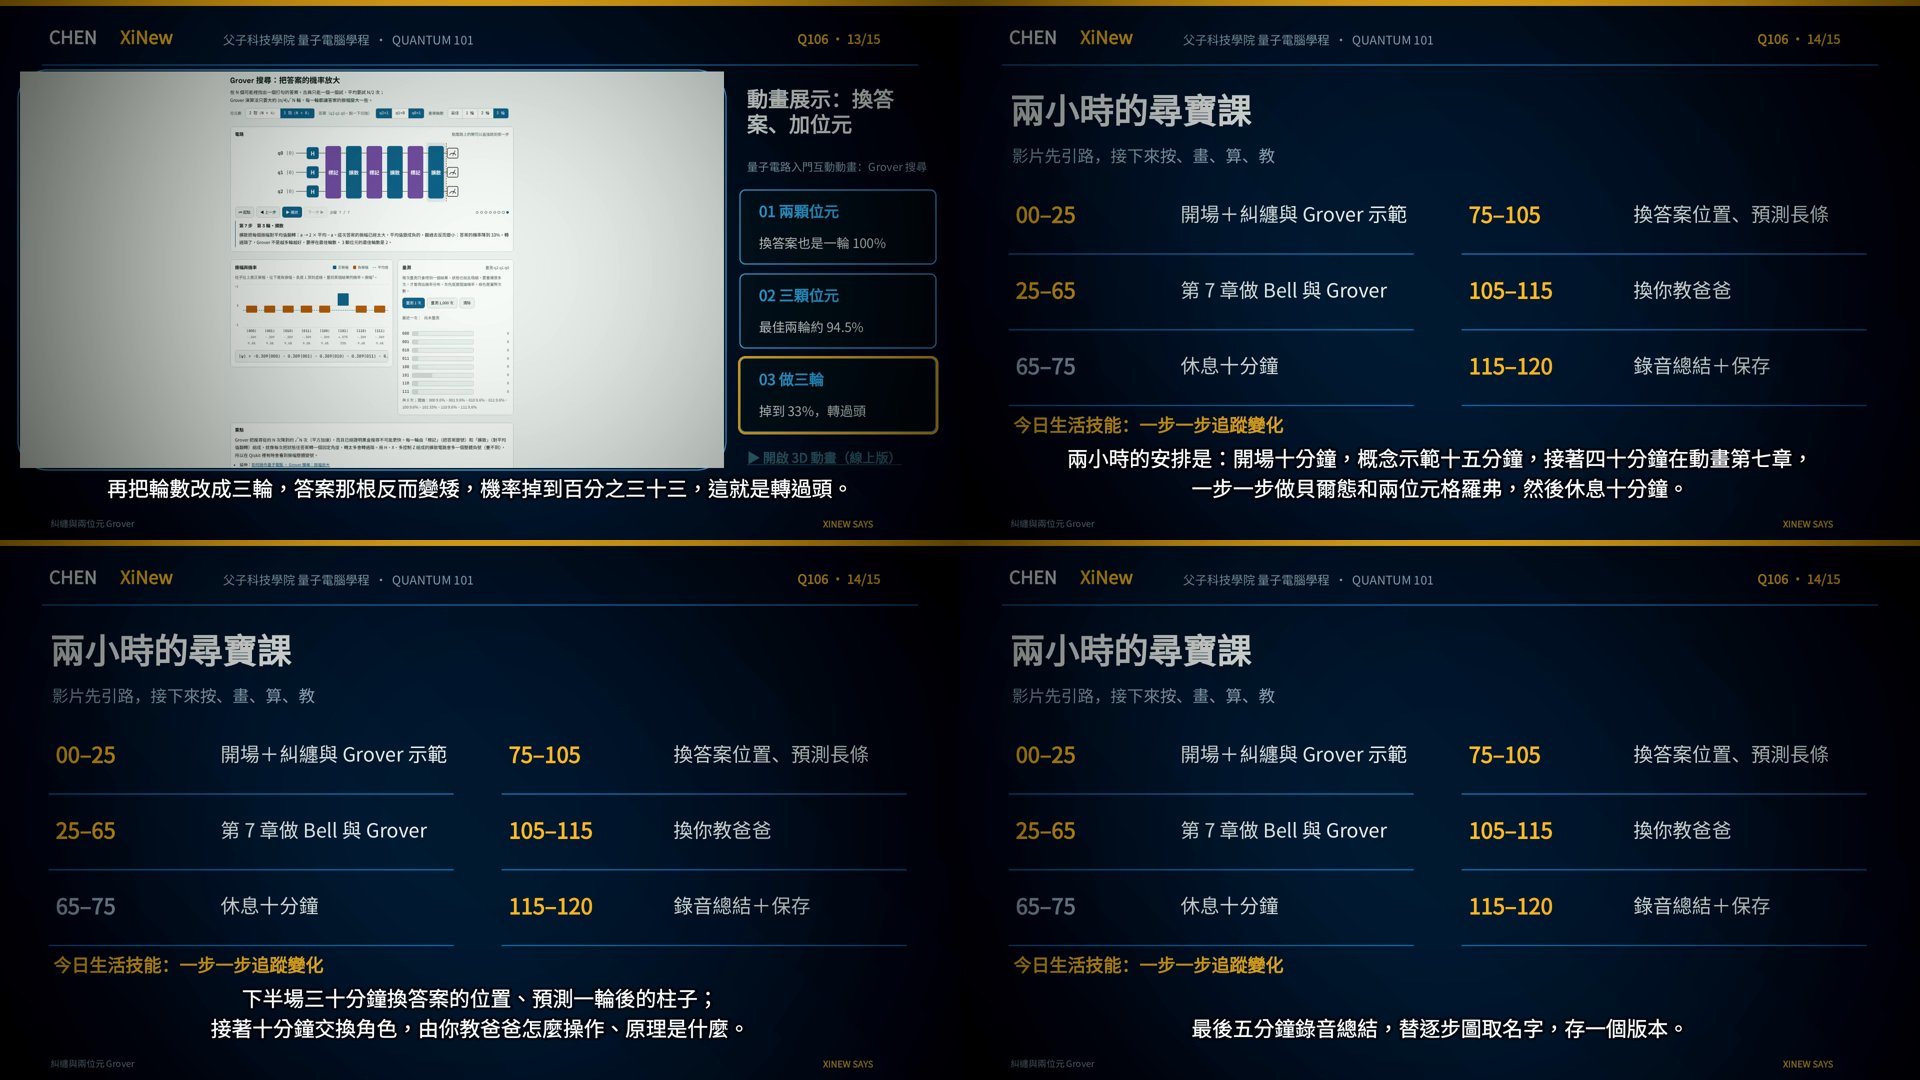 CHEN XiNew 父子科技學院 量子電腦學程 • QUANTUM 101 Q106 • 13/15
Grover 搜尋：把答案的機率放大
電路
q0 |0⟩ H 標記 擴散 標記 擴散 標記 擴散
q1 |0⟩ H
q2 |0⟩ H
動畫展示：換答
案、加位元
量子電路入門互動動畫：Grover 搜尋
01 兩顆位元
換答案也是一輪 100%
02 三顆位元
最佳兩輪約 94.5%
03 做三輪
掉到 33%，轉過頭
▶ 開啟 3D 動畫（線上版）
再把輪數改成三輪，答案那根反而變矮，機率掉到百分之三十三，這就是轉過頭。
糾纏與兩位元 Grover XINEW SAYS
CHEN XiNew 父子科技學院 量子電腦學程 • QUANTUM 101 Q106 • 14/15
兩小時的尋寶課
影片先引路，接下來按、畫、算、教
00–25 開場＋糾纏與 Grover 示範 75–105 換答案位置、預測長條
25–65 第 7 章做 Bell 與 Grover 105–115 換你教爸爸
65–75 休息十分鐘 115–120 錄音總結＋保存
今日生活技能：一步一步追蹤變化
兩小時的安排是：開場十分鐘，概念示範十五分鐘，接著四十分鐘在動畫第七章，
一步一步做貝爾態和兩位元格羅弗，然後休息十分鐘。
糾纏與兩位元 Grover XINEW SAYS
CHEN XiNew 父子科技學院 量子電腦學程 • QUANTUM 101 Q106 • 14/15
兩小時的尋寶課
影片先引路，接下來按、畫、算、教
00–25 開場＋糾纏與 Grover 示範 75–105 換答案位置、預測長條
25–65 第 7 章做 Bell 與 Grover 105–115 換你教爸爸
65–75 休息十分鐘 115–120 錄音總結＋保存
今日生活技能：一步一步追蹤變化
下半場三十分鐘換答案的位置、預測一輪後的柱子；
接著十分鐘交換角色，由你教爸爸怎麼操作、原理是什麼。
糾纏與兩位元 Grover XINEW SAYS
CHEN XiNew 父子科技學院 量子電腦學程 • QUANTUM 101 Q106 • 14/15
兩小時的尋寶課
影片先引路，接下來按、畫、算、教
00–25 開場＋糾纏與 Grover 示範 75–105 換答案位置、預測長條
25–65 第 7 章做 Bell 與 Grover 105–115 換你教爸爸
65–75 休息十分鐘 115–120 錄音總結＋保存
今日生活技能：一步一步追蹤變化
最後五分鐘錄音總結，替逐步圖取名字，存一個版本。
糾纏與兩位元 Grover XINEW SAYS